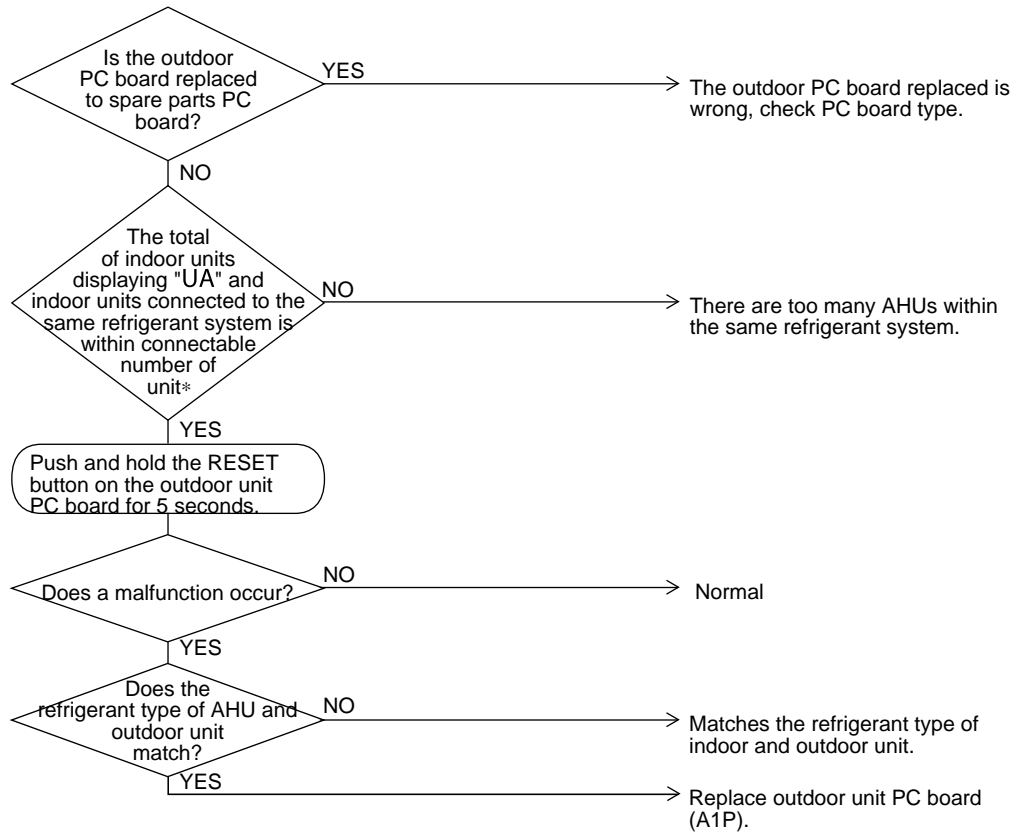 Is the outdoor
PC board replaced
to spare parts PC
board?
YES
The outdoor PC board replaced is
wrong, check PC board type.
NO
The total
of indoor units
displaying "UA" and
indoor units connected to the
same refrigerant system is
within connectable
number of
unit*
NO
There are too many AHUs within
the same refrigerant system.
YES
Push and hold the RESET
button on the outdoor unit
PC board for 5 seconds.
Does a malfunction occur?
NO
Normal
YES
Does the
refrigerant type of AHU and
outdoor unit
match?
NO
Matches the refrigerant type of
indoor and outdoor unit.
YES
Replace outdoor unit PC board
(A1P).